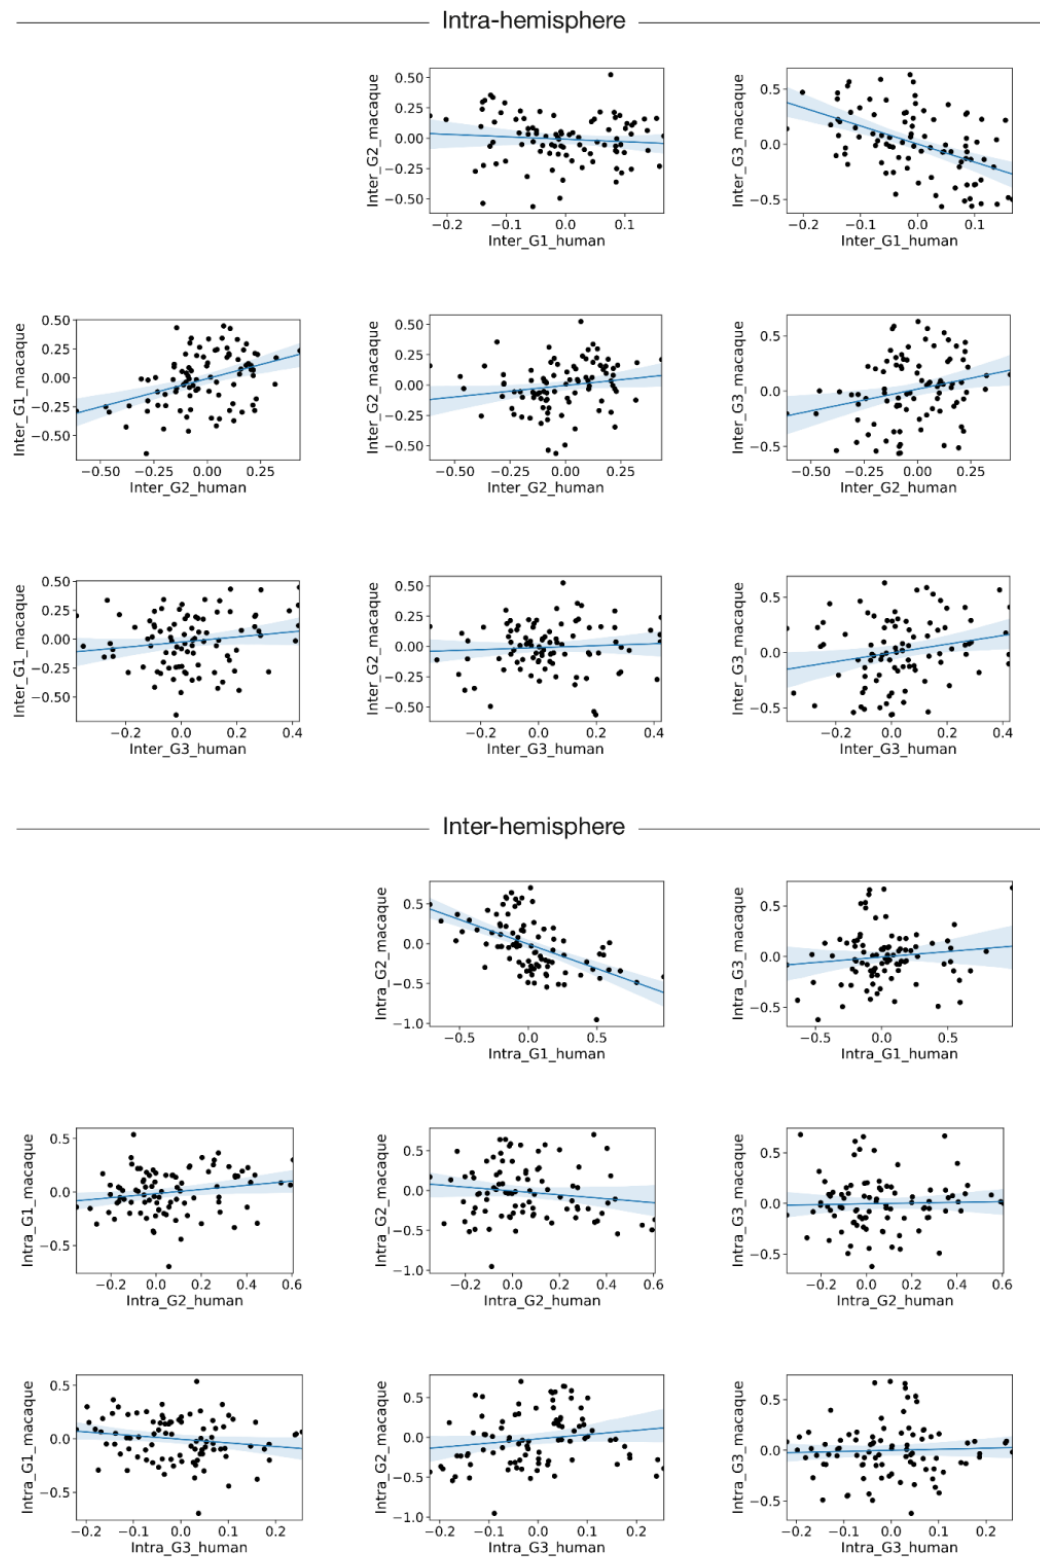 Intra-hemisphere
Inter_G2_macaque
0.50
0.25
0.00
−0.25
−0.50
−0.2 −0.1 0.0 0.1
Inter_G1_human
Inter_G3_macaque
0.5
0.0
−0.5
−0.2 −0.1 0.0 0.1
Inter_G1_human
Inter_G1_macaque
0.50
0.25
0.00
−0.25
−0.50
−0.50 −0.25 0.00 0.25
Inter_G2_human
Inter_G2_macaque
0.50
0.25
0.00
−0.25
−0.50
−0.50 −0.25 0.00 0.25
Inter_G2_human
Inter_G3_macaque
0.5
0.0
−0.5
−0.50 −0.25 0.00 0.25
Inter_G2_human
Inter_G1_macaque
0.50
0.25
0.00
−0.25
−0.50
−0.2 0.0 0.2 0.4
Inter_G3_human
Inter_G2_macaque
0.50
0.25
0.00
−0.25
−0.50
−0.2 0.0 0.2 0.4
Inter_G3_human
Inter_G3_macaque
0.5
0.0
−0.5
−0.2 0.0 0.2 0.4
Inter_G3_human
Inter-hemisphere
Intra_G2_macaque
0.5
0.0
−0.5
−1.0
−0.5 0.0 0.5
Intra_G1_human
Intra_G3_macaque
0.5
0.0
−0.5
−0.5 0.0 0.5
Intra_G1_human
Intra_G1_macaque
0.5
0.0
−0.5
−0.2 0.0 0.2 0.4 0.6
Intra_G2_human
Intra_G2_macaque
0.5
0.0
−0.5
−1.0
−0.2 0.0 0.2 0.4 0.6
Intra_G2_human
Intra_G3_macaque
0.5
0.0
−0.5
−0.2 0.0 0.2 0.4 0.6
Intra_G2_human
Intra_G1_macaque
0.5
0.0
−0.5
−0.2 −0.1 0.0 0.1 0.2
Intra_G3_human
Intra_G2_macaque
0.5
0.0
−0.5
−1.0
−0.2 −0.1 0.0 0.1 0.2
Intra_G3_human
Intra_G3_macaque
0.5
0.0
−0.5
−0.2 −0.1 0.0 0.1 0.2
Intra_G3_human